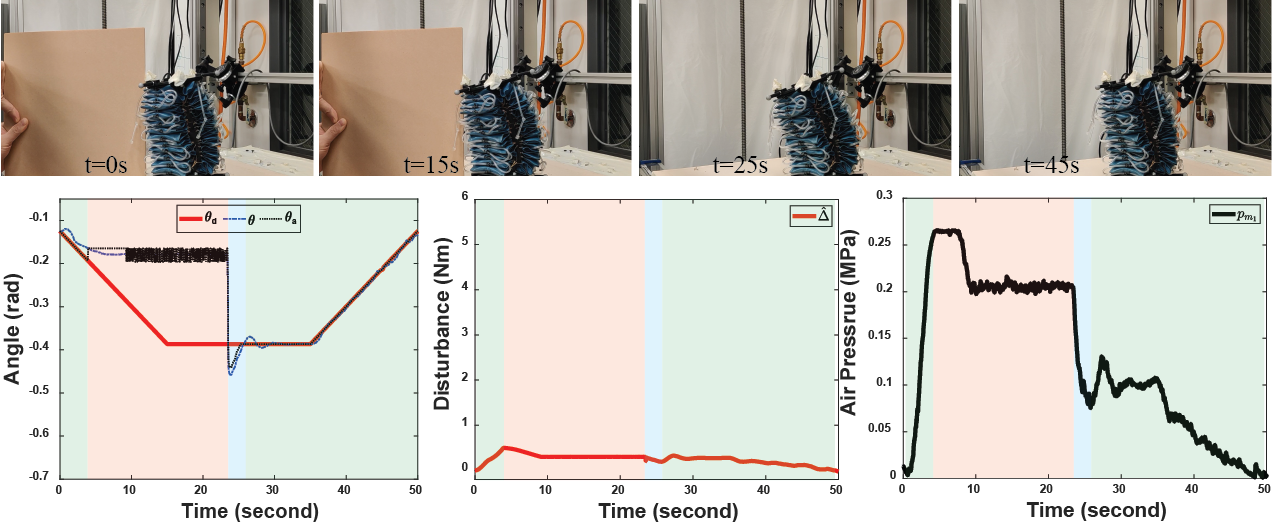 t=0s t=15s t=25s t=45s
θd θ θa
-0.1
-0.2
-0.3
-0.4
-0.5
-0.6
-0.7
0 10 20 30 40 50
Angle (rad)
Time (second)
Δ̂
6
5
4
3
2
1
0
0 10 20 30 40 50
Disturbance (Nm)
Time (second)
pm1
0.3
0.25
0.2
0.15
0.1
0.05
0
0 10 20 30 40 50
Air Pressrue (MPa)
Time (second)